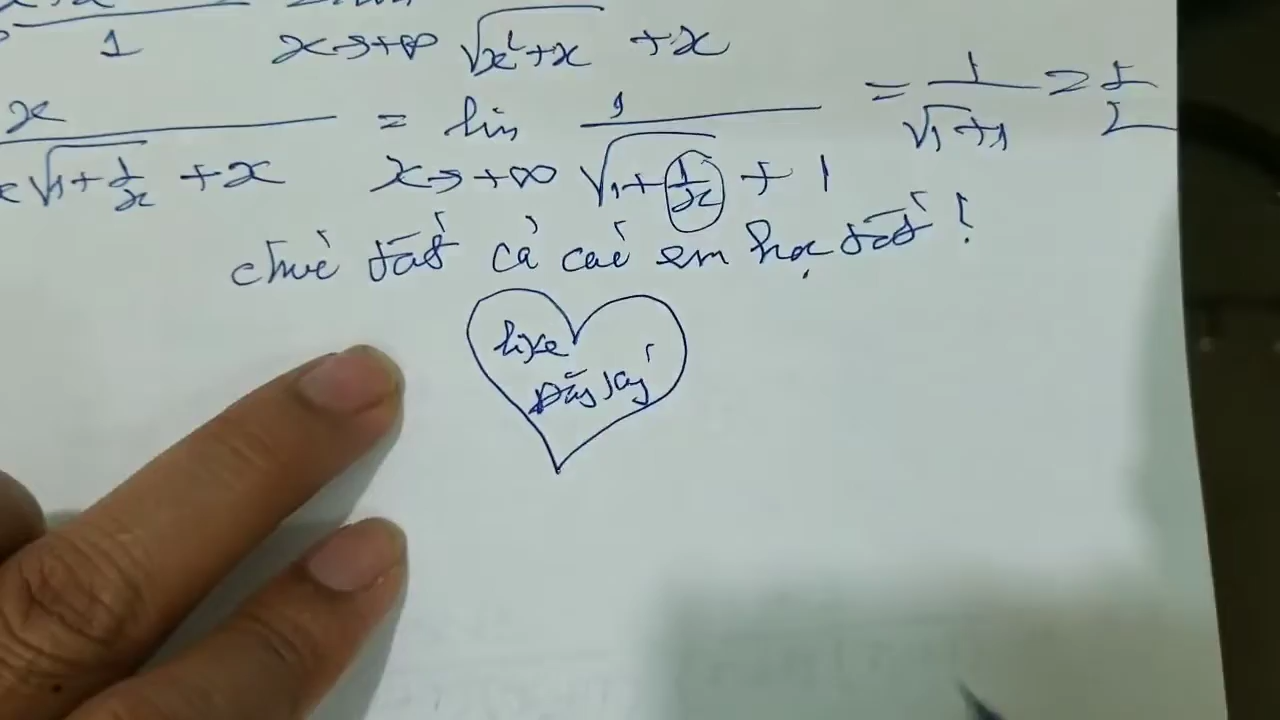 1 x→+∞ √x²+x +x
x = lim 1 = 1 = 1
x√1+1/x +x x→+∞ √1+1/x + 1 √1+1 2
chúc tất cả các em học tốt!
like
Đăng ký